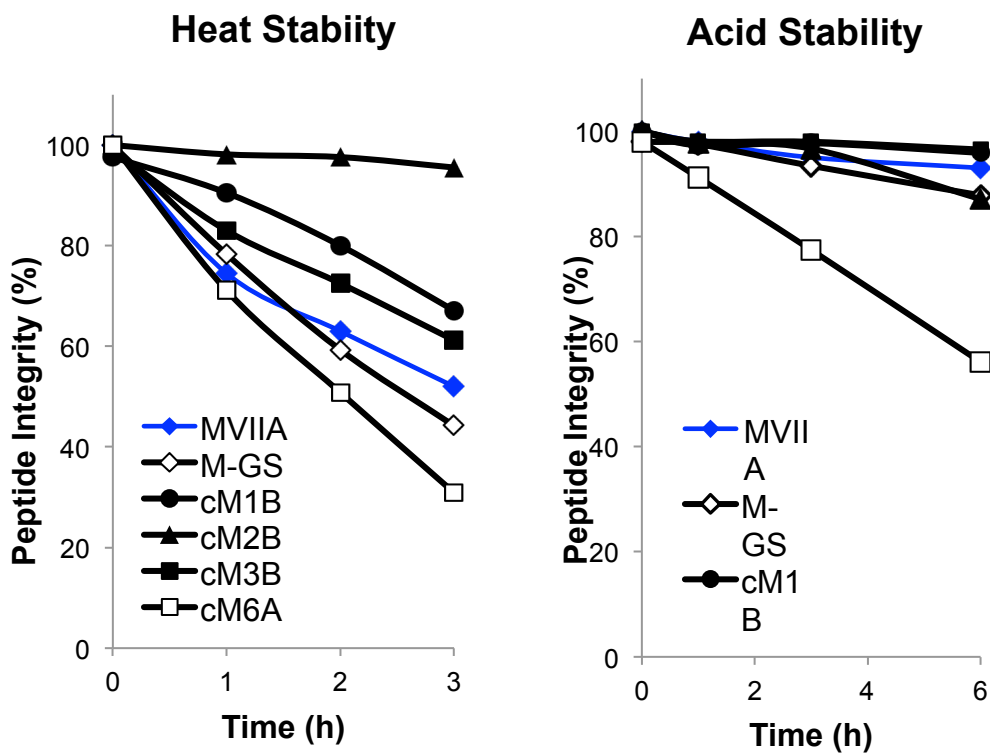 Heat Stabiity
Peptide Integrity (%)
100
80
60
40
20
0
MVIIA
M-GS
cM1B
cM2B
cM3B
cM6A
0 1 2 3
Time (h)
Acid Stability
Peptide Integrity (%)
100
80
60
40
20
0
MVII
A
M-
GS
cM1
B
0 2 4 6
Time (h)